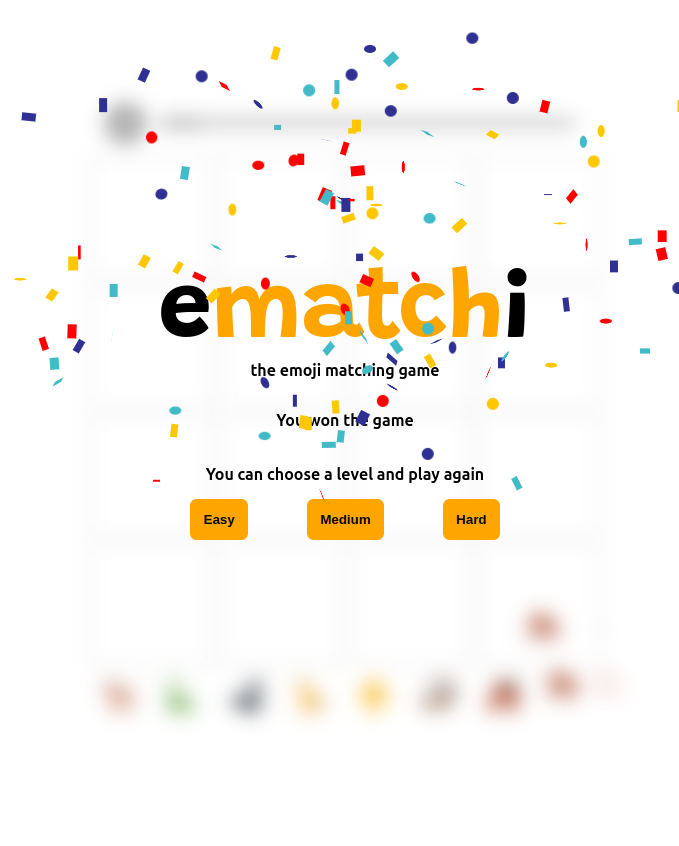 ematchi
the emoji matching game
You won the game
You can choose a level and play again
Easy Medium Hard